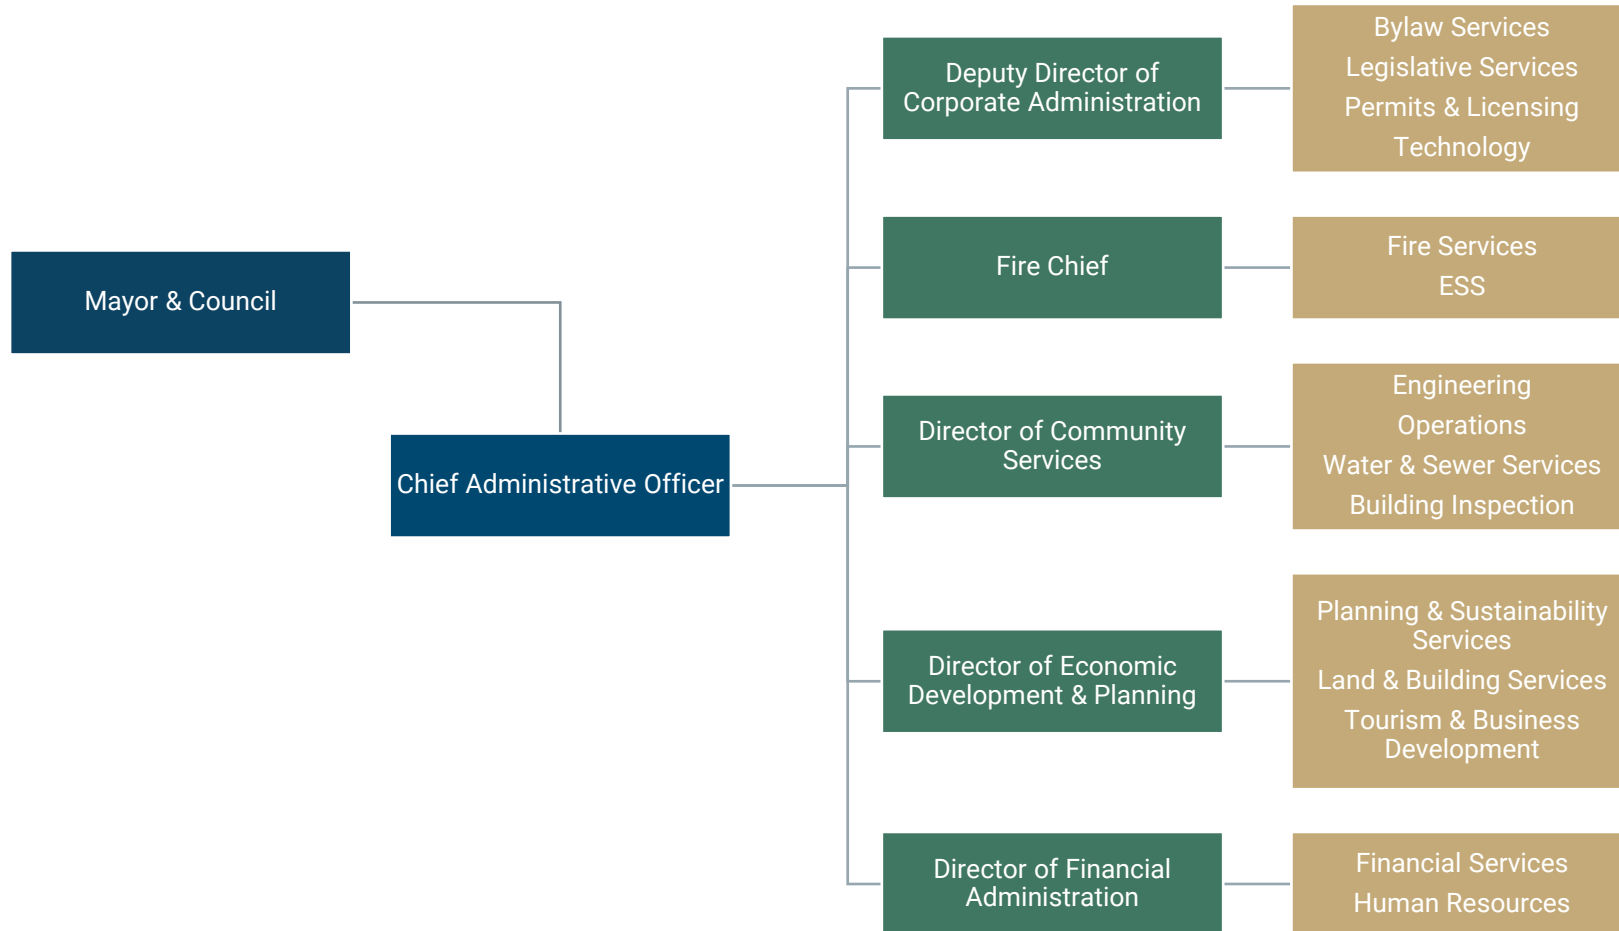 Mayor & Council
Chief Administrative Officer
Deputy Director of
Corporate Administration
Bylaw Services
Legislative Services
Permits & Licensing
Technology
Fire Chief
Fire Services
ESS
Director of Community
Services
Engineering
Operations
Water & Sewer Services
Building Inspection
Director of Economic
Development & Planning
Planning & Sustainability
Services
Land & Building Services
Tourism & Business
Development
Director of Financial
Administration
Financial Services
Human Resources